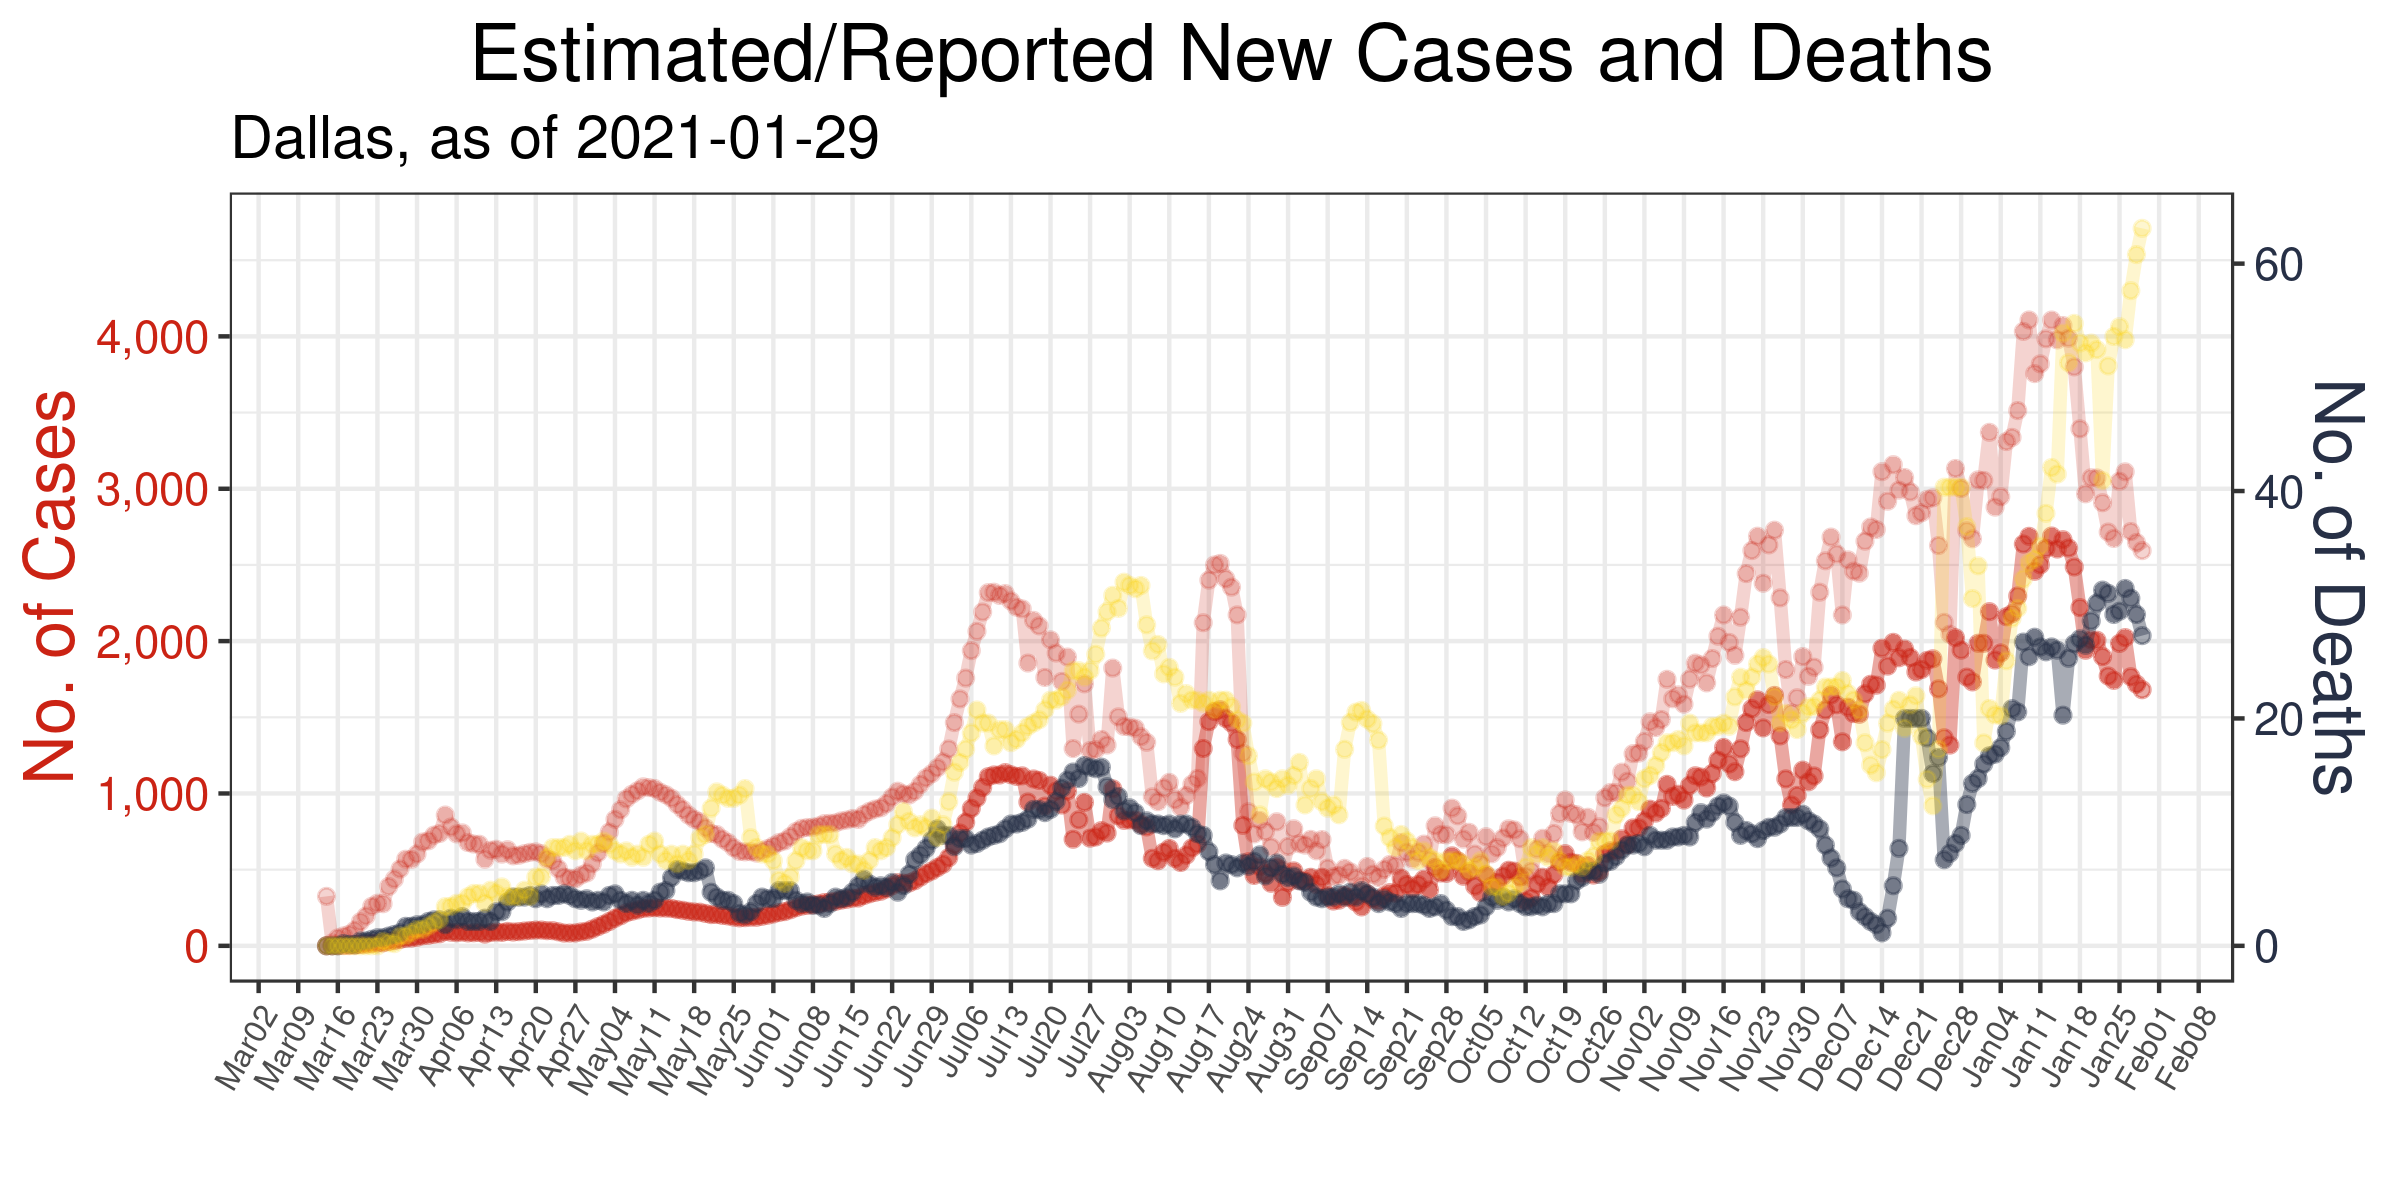 Estimated/Reported New Cases and Deaths
Dallas, as of 2021-01-29
No. of Cases
4,000
3,000
2,000
1,000
0
60
40
20
0
No. of Deaths
Mar02
Mar09
Mar16
Mar23
Mar30
Apr06
Apr13
Apr20
Apr27
May04
May11
May18
May25
Jun01
Jun08
Jun15
Jun22
Jun29
Jul06
Jul13
Jul20
Jul27
Aug03
Aug10
Aug17
Aug24
Aug31
Sep07
Sep14
Sep21
Sep28
Oct05
Oct12
Oct19
Oct26
Nov02
Nov09
Nov16
Nov23
Nov30
Dec07
Dec14
Dec21
Dec28
Jan04
Jan11
Jan18
Jan25
Feb01
Feb08